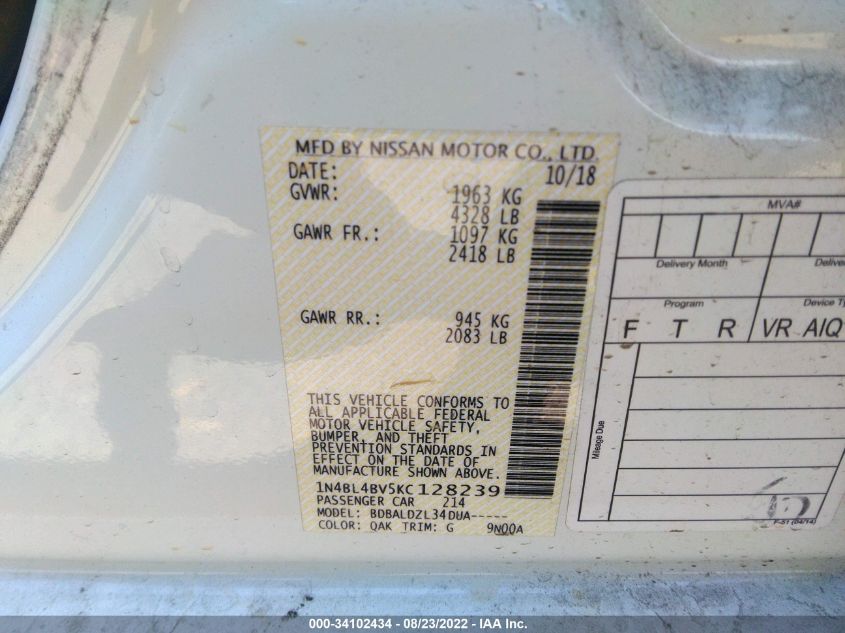 MFD BY NISSAN MOTOR CO., LTD.
DATE: 10/18
GVWR: 1963 KG
4328 LB
GAWR FR.: 1097 KG
2418 LB
GAWR RR.: 945 KG
2083 LB
THIS VEHICLE CONFORMS TO
ALL APPLICABLE FEDERAL
MOTOR VEHICLE SAFETY,
BUMPER, AND THEFT
PREVENTION STANDARDS IN
EFFECT ON THE DATE OF
MANUFACTURE SHOWN ABOVE.
1N4BL4BV5KC128239
PASSENGER CAR 214
MODEL: BDBALDZL34DUA-----
COLOR: QAK TRIM: G 9N00A
MVA#
Delivery Month
Program
F T R VR AIQ
Mileage Due
F-51 (04/14)
000-34102434 - 08/23/2022 - IAA Inc.